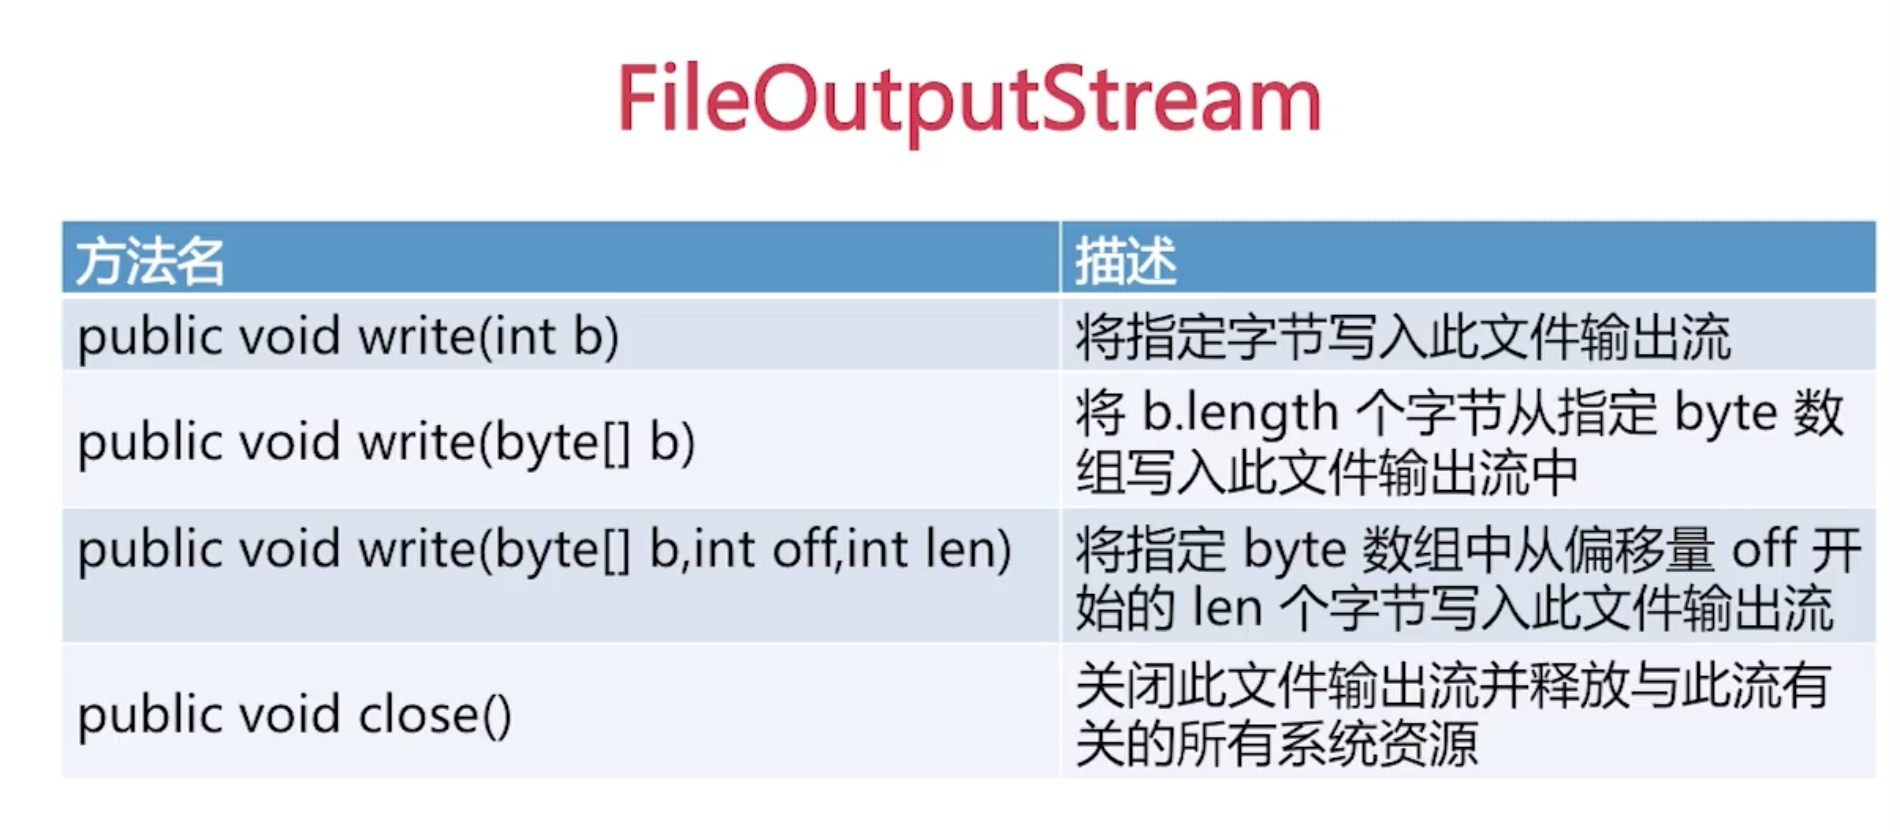 FileOutputStream
方法名
描述
public void write(int b)
将指定字节写入此文件输出流
public void write(byte[] b)
将 b.length 个字节从指定 byte 数
组写入此文件输出流中
public void write(byte[] b,int off,int len)
将指定 byte 数组中从偏移量 off 开
始的 len 个字节写入此文件输出流
public void close()
关闭此文件输出流并释放与此流有
关的所有系统资源